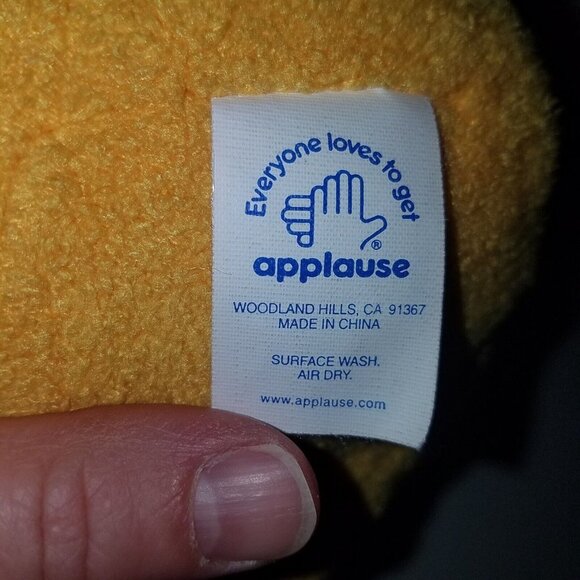 Everyone loves to get
®
applause
WOODLAND HILLS, CA 91367
MADE IN CHINA
SURFACE WASH.
AIR DRY.
www.applause.com